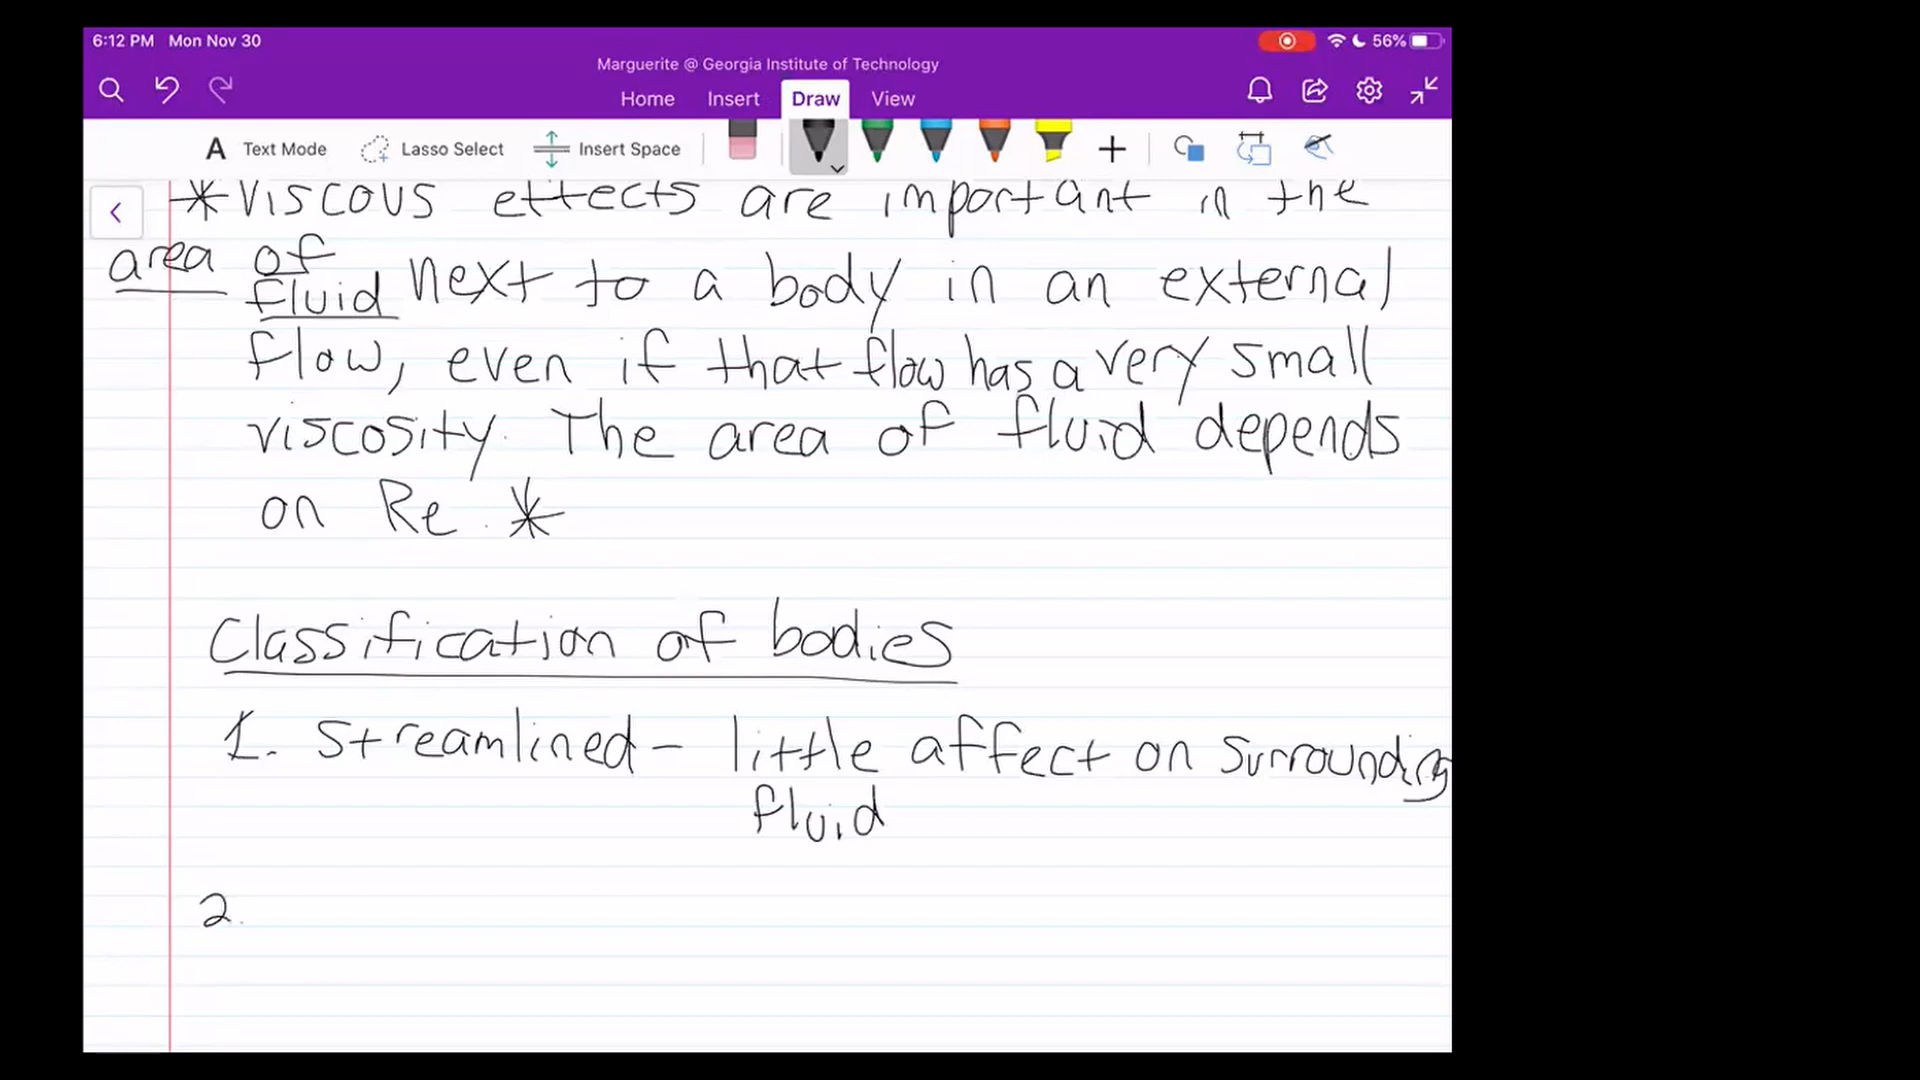 6:12 PM Mon Nov 30
56%
Marguerite @ Georgia Institute of Technology
Home Insert Draw View
A Text Mode Lasso Select Insert Space
*Viscous effects are important in the
area of
fluid next to a body in an external
flow, even if that flow has a very small
viscosity. The area of fluid depends
on Re. *
Classification of bodies
1. Streamlined - little affect on surrounding
fluid
2.